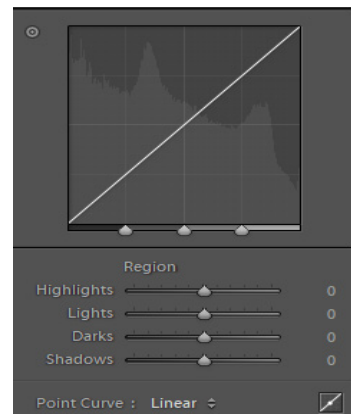 Region
Highlights 0
Lights 0
Darks 0
Shadows 0
Point Curve : Linear